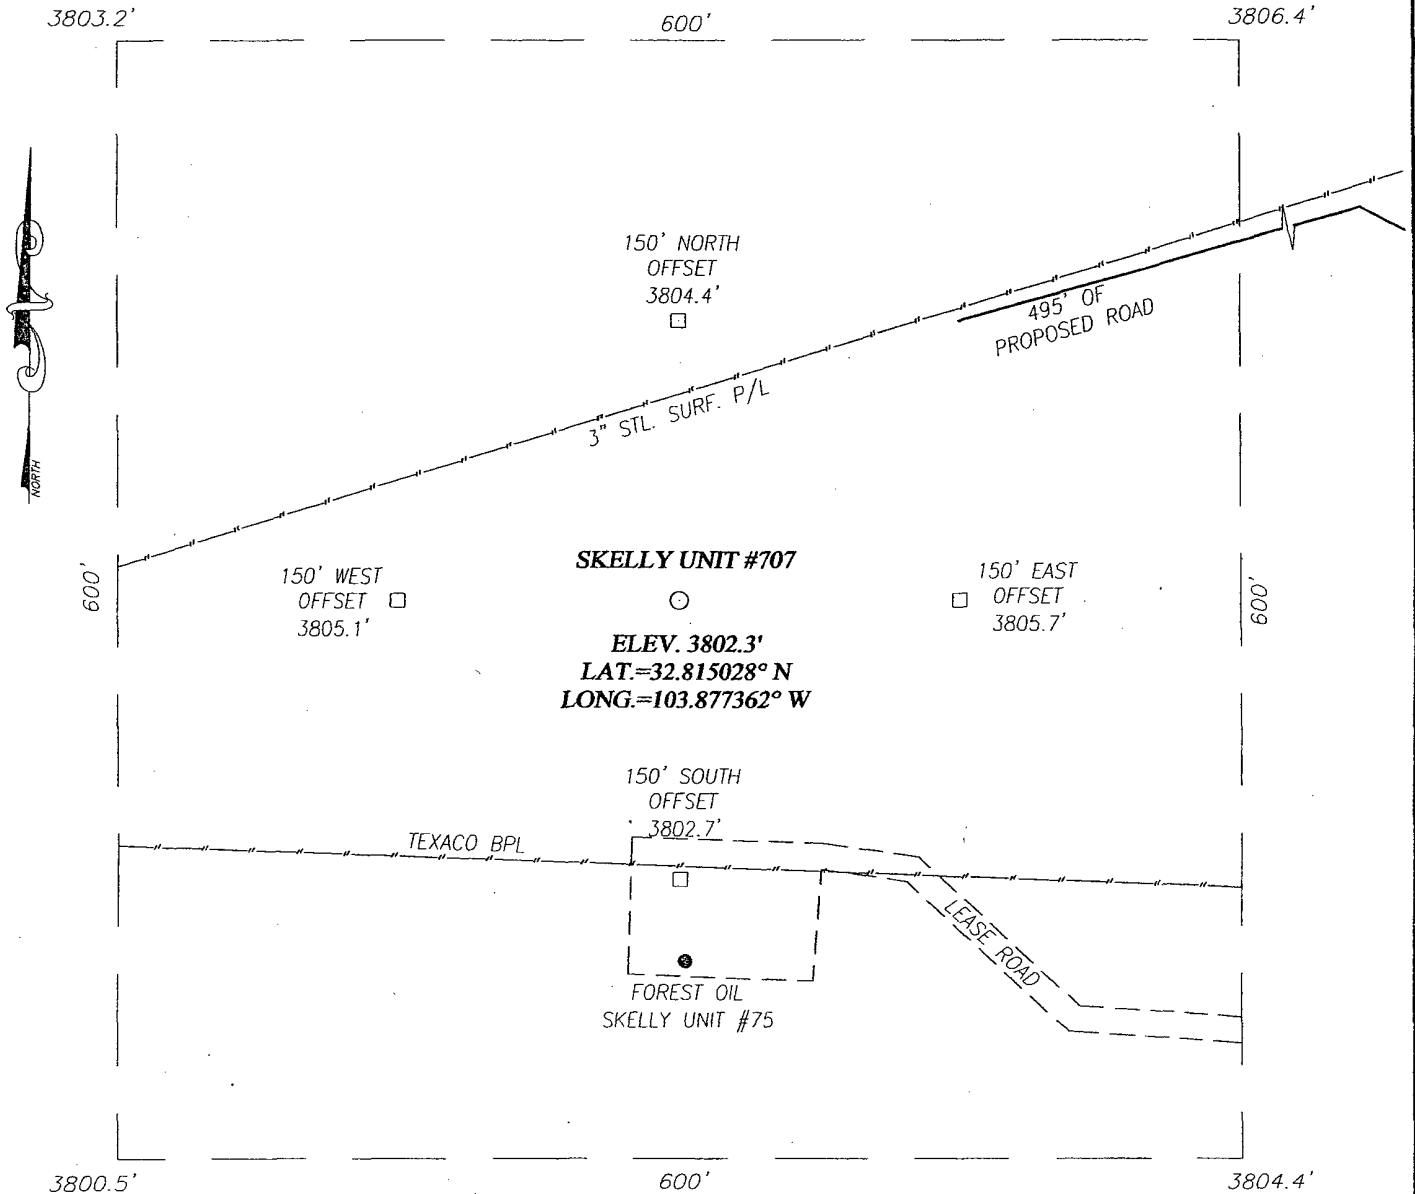 3803.2'
600'
3806.4'
150' NORTH
OFFSET
3804.4'
495' OF
PROPOSED ROAD
3" STL. SURF. P/L
NORTH
SKELLY UNIT #707
150' WEST
OFFSET
3805.1'
600'
150' EAST
OFFSET
3805.7'
600'
ELEV. 3802.3'
LAT.=32.815028° N
LONG.=103.877362° W
150' SOUTH
OFFSET
3802.7'
TEXACO BPL
LEASE ROAD
FOREST OIL
SKELLY UNIT #75
3800.5'
600'
3804.4'